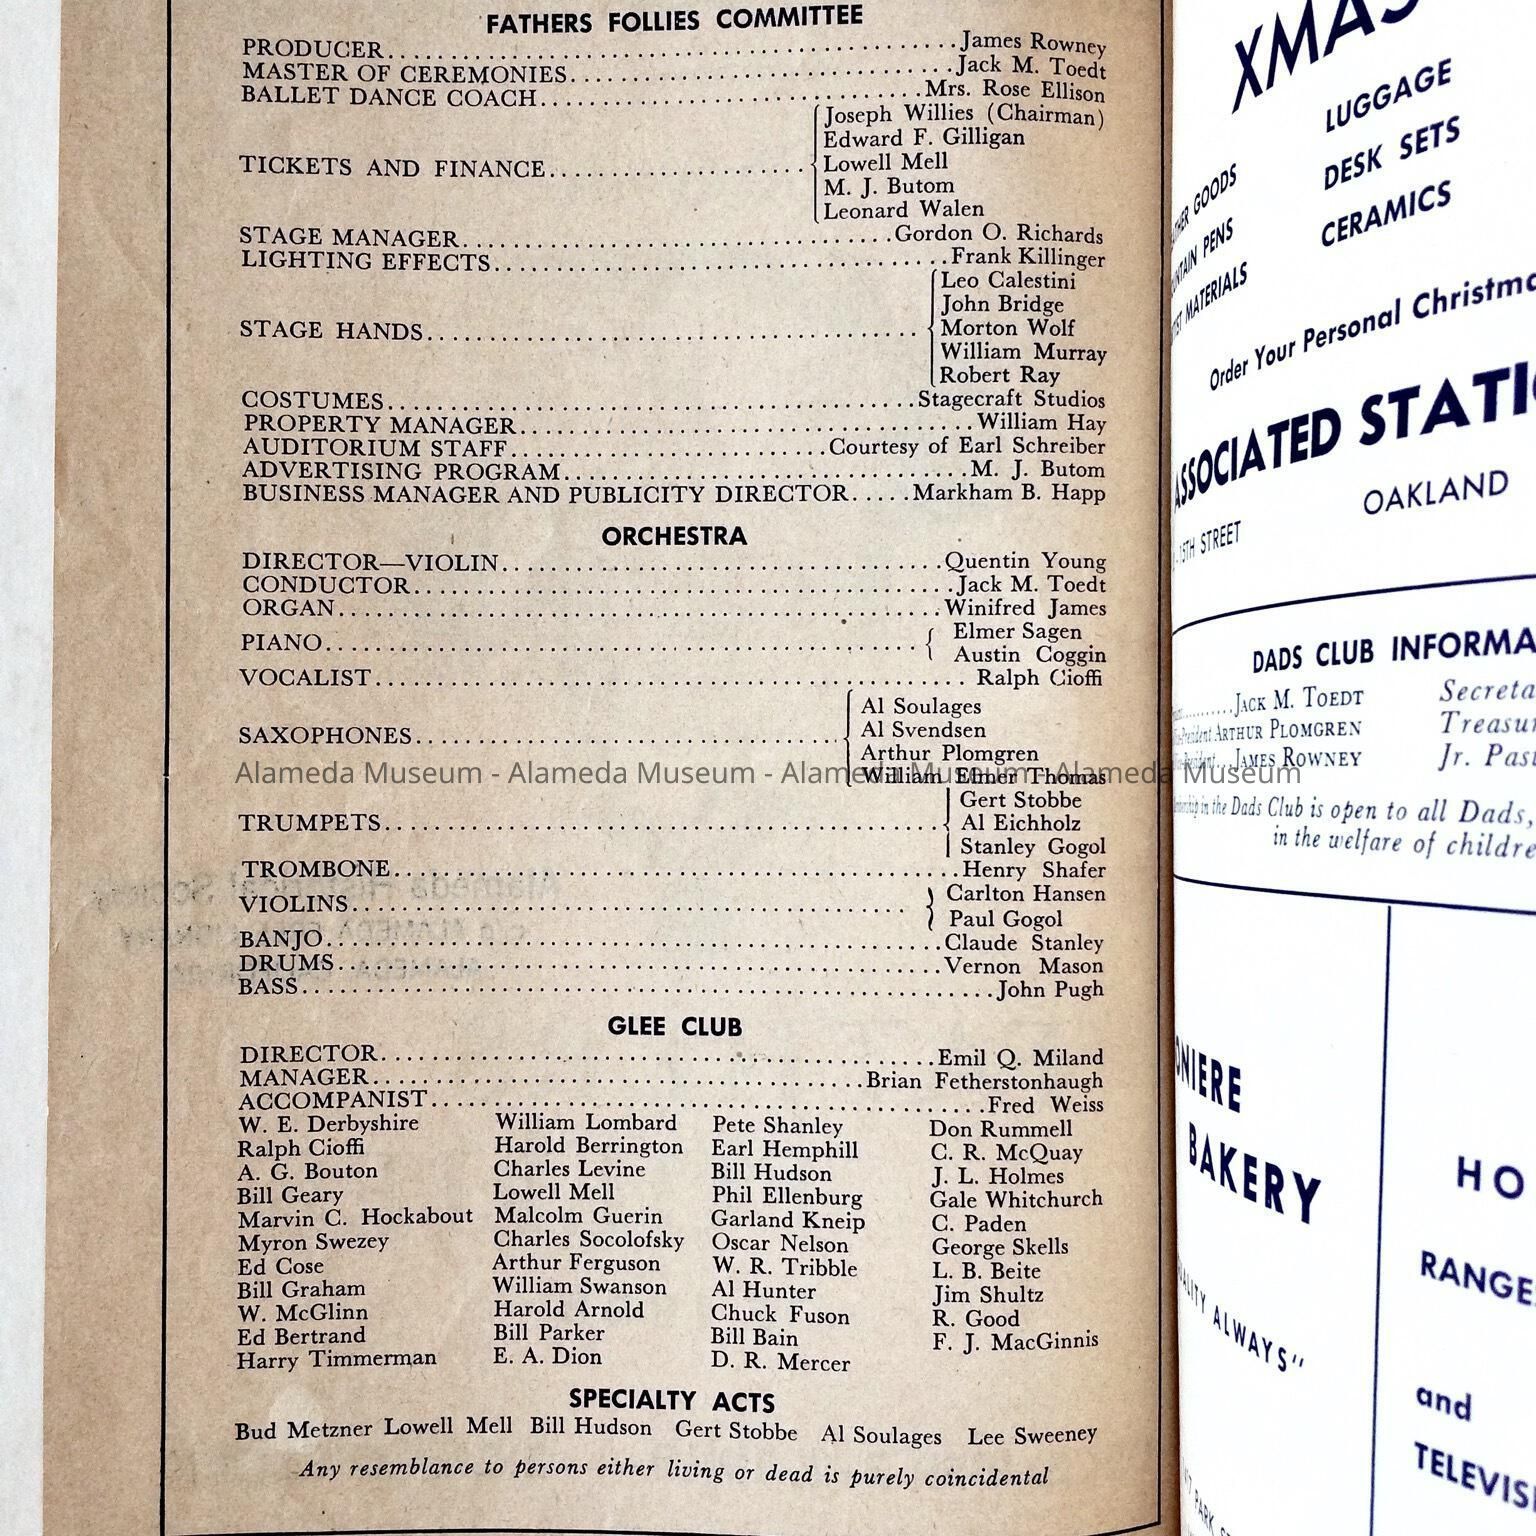 FATHERS FOLLIES COMMITTEE
PRODUCER James Rowney
MASTER OF CEREMONIES Jack M. Toedt
BALLET DANCE COACH Mrs. Rose Ellison
TICKETS AND FINANCE
Joseph Willies (Chairman)
Edward F. Gilligan
Lowell Mell
M. J. Butom
Leonard Walen
STAGE MANAGER Gordon O. Richards
LIGHTING EFFECTS Frank Killinger
STAGE HANDS
Leo Calestini
John Bridge
Morton Wolf
William Murray
Robert Ray
COSTUMES Stagecraft Studios
PROPERTY MANAGER William Hay
AUDITORIUM STAFF Courtesy of Earl Schreiber
ADVERTISING PROGRAM M. J. Butom
BUSINESS MANAGER AND PUBLICITY DIRECTOR Markham B. Happ
ORCHESTRA
DIRECTOR—VIOLIN Quentin Young
CONDUCTOR Jack M. Toedt
ORGAN Winifred James
PIANO
Elmer Sagen
Austin Coggin
VOCALIST Ralph Cioffi
SAXOPHONES
Al Soulages
Al Svendsen
Arthur Plomgren
William Elmer Thomas
Alameda Museum - Alameda Museum - Alameda Museum - Alameda Museum
TRUMPETS
Gert Stobbe
Al Eichholz
Stanley Gogol
TROMBONE Henry Shafer
VIOLINS
Carlton Hansen
Paul Gogol
BANJO Claude Stanley
DRUMS Vernon Mason
BASS John Pugh
GLEE CLUB
DIRECTOR Emil Q. Miland
MANAGER Brian Fetherstonhaugh
ACCOMPANIST Fred Weiss
W. E. Derbyshire William Lombard Pete Shanley Don Rummell
Ralph Cioffi Harold Berrington Earl Hemphill C. R. McQuay
A. G. Bouton Charles Levine Bill Hudson J. L. Holmes
Bill Geary Lowell Mell Phil Ellenburg Gale Whitchurch
Marvin C. Hockabout Malcolm Guerin Garland Kneip C. Paden
Myron Swezey Charles Socolofsky Oscar Nelson George Skells
Ed Cose Arthur Ferguson W. R. Tribble L. B. Beite
Bill Graham William Swanson Al Hunter Jim Shultz
W. McGlinn Harold Arnold Chuck Fuson R. Good
Ed Bertrand Bill Parker Bill Bain F. J. MacGinnis
Harry Timmerman E. A. Dion D. R. Mercer
SPECIALTY ACTS
Bud Metzner Lowell Mell Bill Hudson Gert Stobbe Al Soulages Lee Sweeney
Any resemblance to persons either living or dead is purely coincidental
XMAS
LUGGAGE
GOODS DESK SETS
PENS CERAMICS
MATERIALS
Order Your Personal
ASSOCIATED
OAKLAND
15TH STREET
DADS CLUB
JACK M. TOEDT
ARTHUR PLOMGREN
JAMES ROWNEY
Jr.
in the Dads Club is open to all Dads,
in the welfare of
BAKERY
ALWAYS"
PARK
and